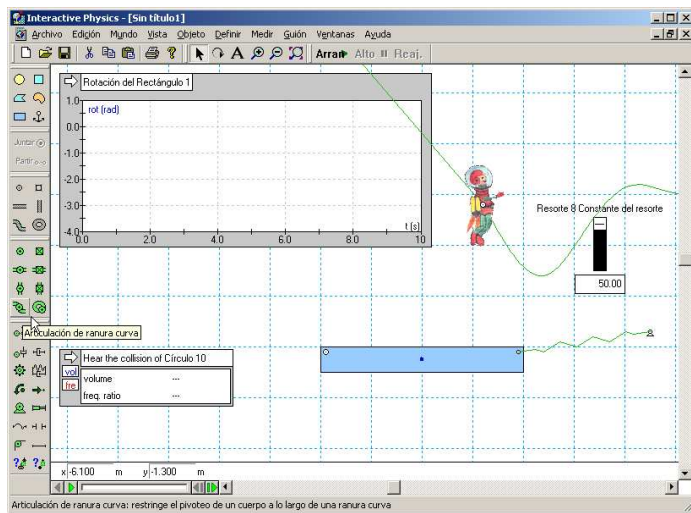 Interactive Physics - [Sin título1]
Archivo Edición Mundo Vista Objeto Definir Medir Guión Ventanas Ayuda
Arran Alto Reaj.
Rotación del Rectángulo 1
rot (rad)
1.0
0.0
-1.0
-2.0
-3.0
-4.0
t (s)
0.0 2.0 4.0 6.0 8.0 10
Juntar
Partir
Resorte 8 Constante del resorte
50.00
Articulación de ranura curva
Hear the collision of Círculo 10
vol
fre
volume ---
freq. ratio ---
x -6.100 m y -1.300 m
Articulación de ranura curva: restringe el pivoteo de un cuerpo a lo largo de una ranura curva